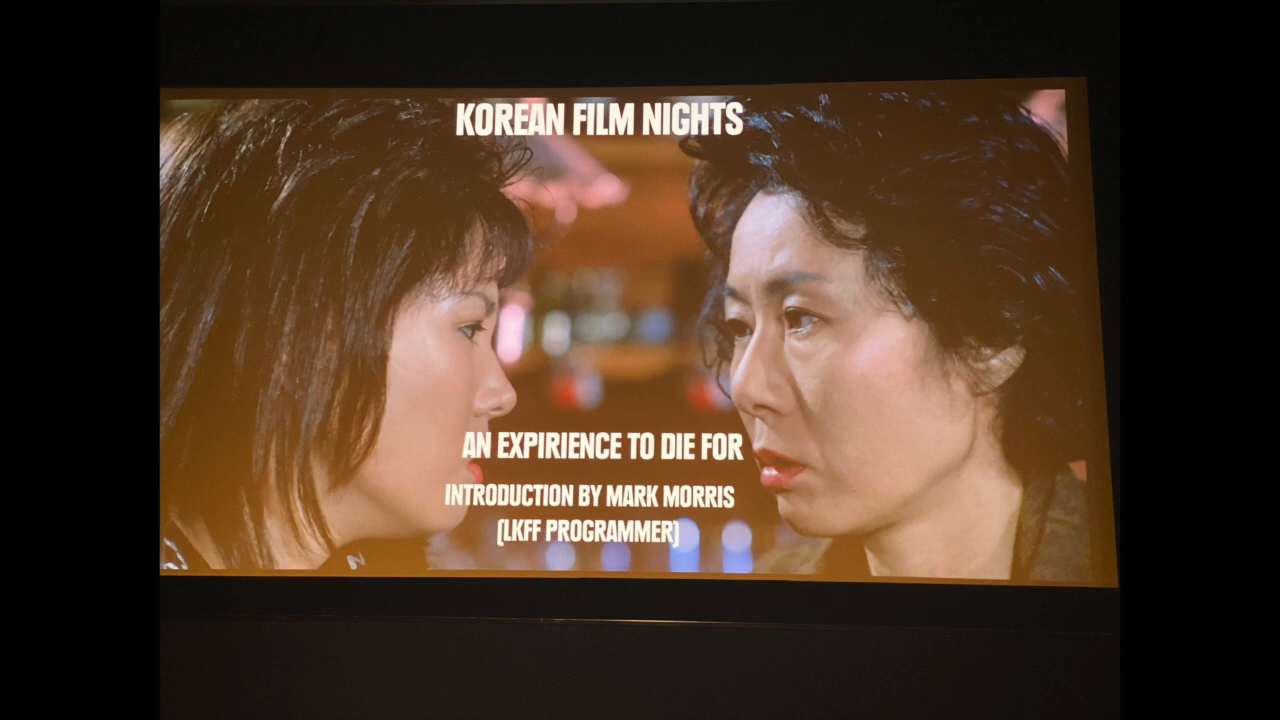 KOREAN FILM NIGHTS
AN EXPIRIENCE TO DIE FOR
INTRODUCTION BY MARK MORRIS
(LKFF PROGRAMMER)